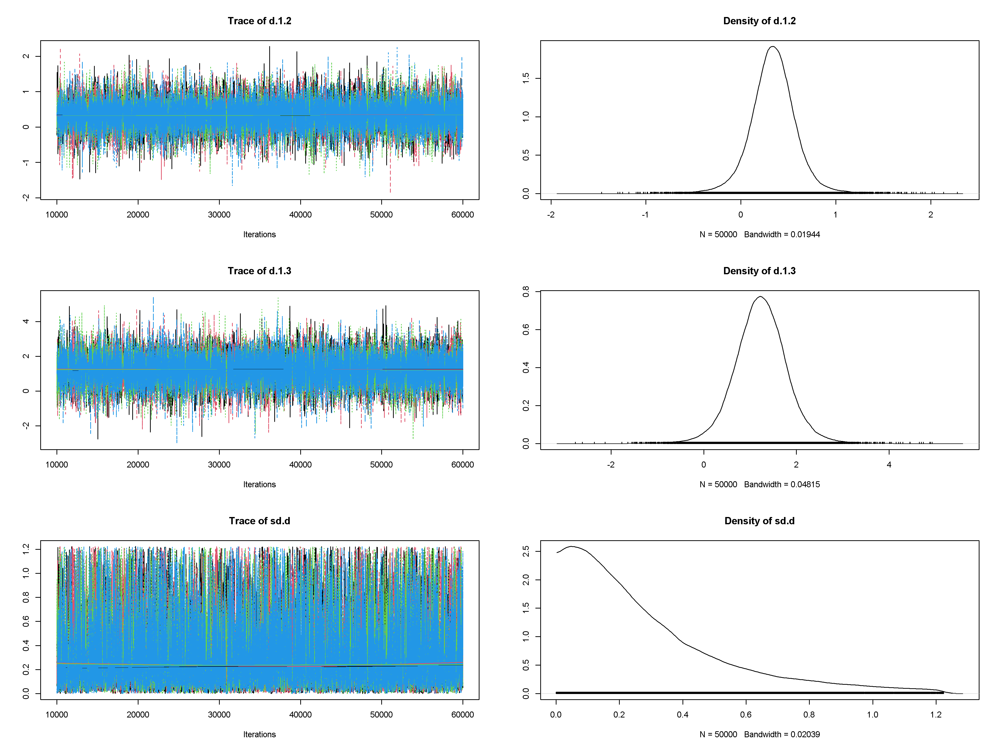 Trace of d.1.2
2
1
0
-1
-2
10000 20000 30000 40000 50000 60000
Iterations
Density of d.1.2
1.5
1.0
0.5
0.0
-2 -1 0 1 2
N = 50000 Bandwidth = 0.01944
Trace of d.1.3
4
2
0
-2
10000 20000 30000 40000 50000 60000
Iterations
Density of d.1.3
0.8
0.6
0.4
0.2
0.0
-2 0 2 4
N = 50000 Bandwidth = 0.04815
Trace of sd.d
1.2
1.0
0.8
0.6
0.4
0.2
0.0
10000 20000 30000 40000 50000 60000
Iterations
Density of sd.d
2.5
2.0
1.5
1.0
0.5
0.0
0.0 0.2 0.4 0.6 0.8 1.0 1.2
N = 50000 Bandwidth = 0.02039